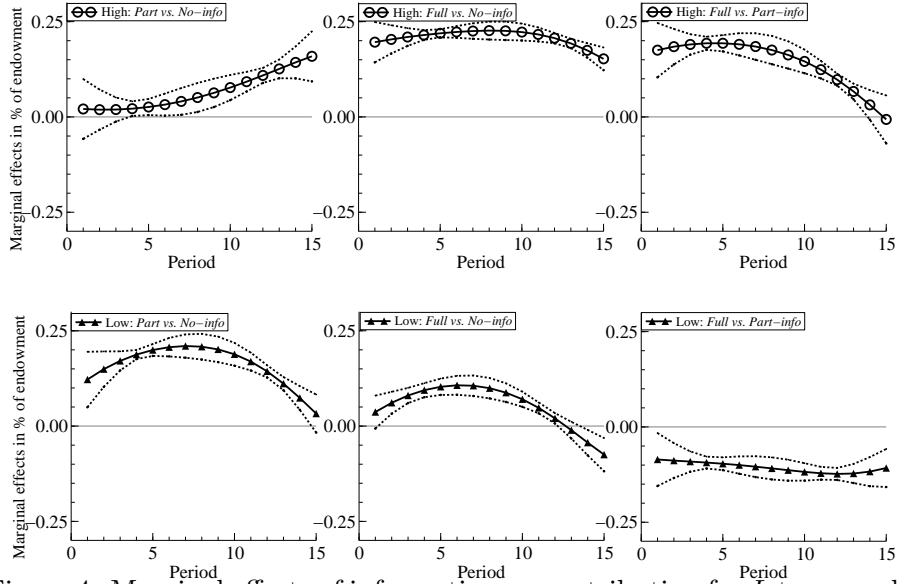 High: Part vs. No−info
High: Full vs. No−info
High: Full vs. Part−info
Marginal effects in % of endowment
0.25
0.00
−0.25
0 5 10 15
Period
0.25
0.00
−0.25
0 5 10 15
Period
0.25
0.00
−0.25
0 5 10 15
Period
Low: Part vs. No−info
Low: Full vs. No−info
Low: Full vs. Part−info
Marginal effects in % of endowment
0.25
0.00
−0.25
0 5 10 15
Period
0.25
0.00
−0.25
0 5 10 15
Period
0.25
0.00
−0.25
0 5 10 15
Period